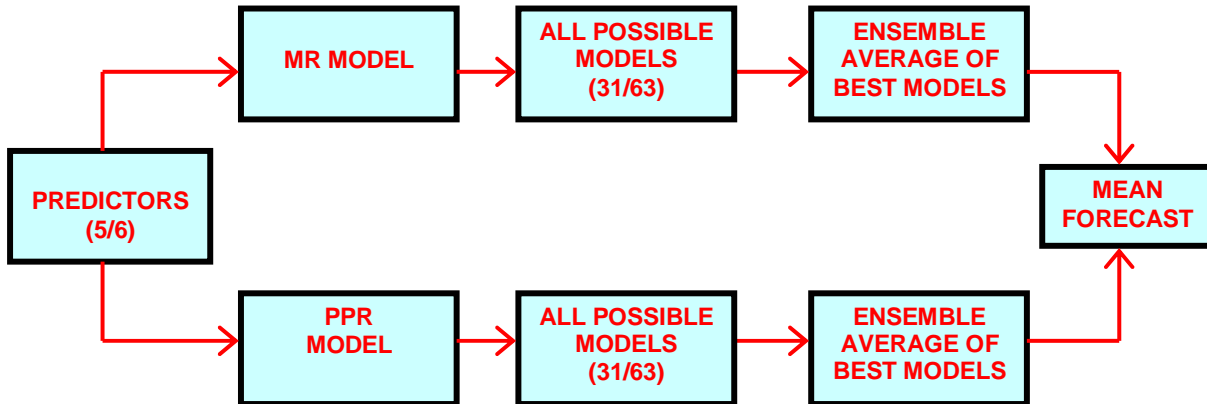 MR MODEL
ALL POSSIBLE
MODELS
(31/63)
ENSEMBLE
AVERAGE OF
BEST MODELS
PREDICTORS
(5/6)
MEAN
FORECAST
PPR
MODEL
ALL POSSIBLE
MODELS
(31/63)
ENSEMBLE
AVERAGE OF
BEST MODELS